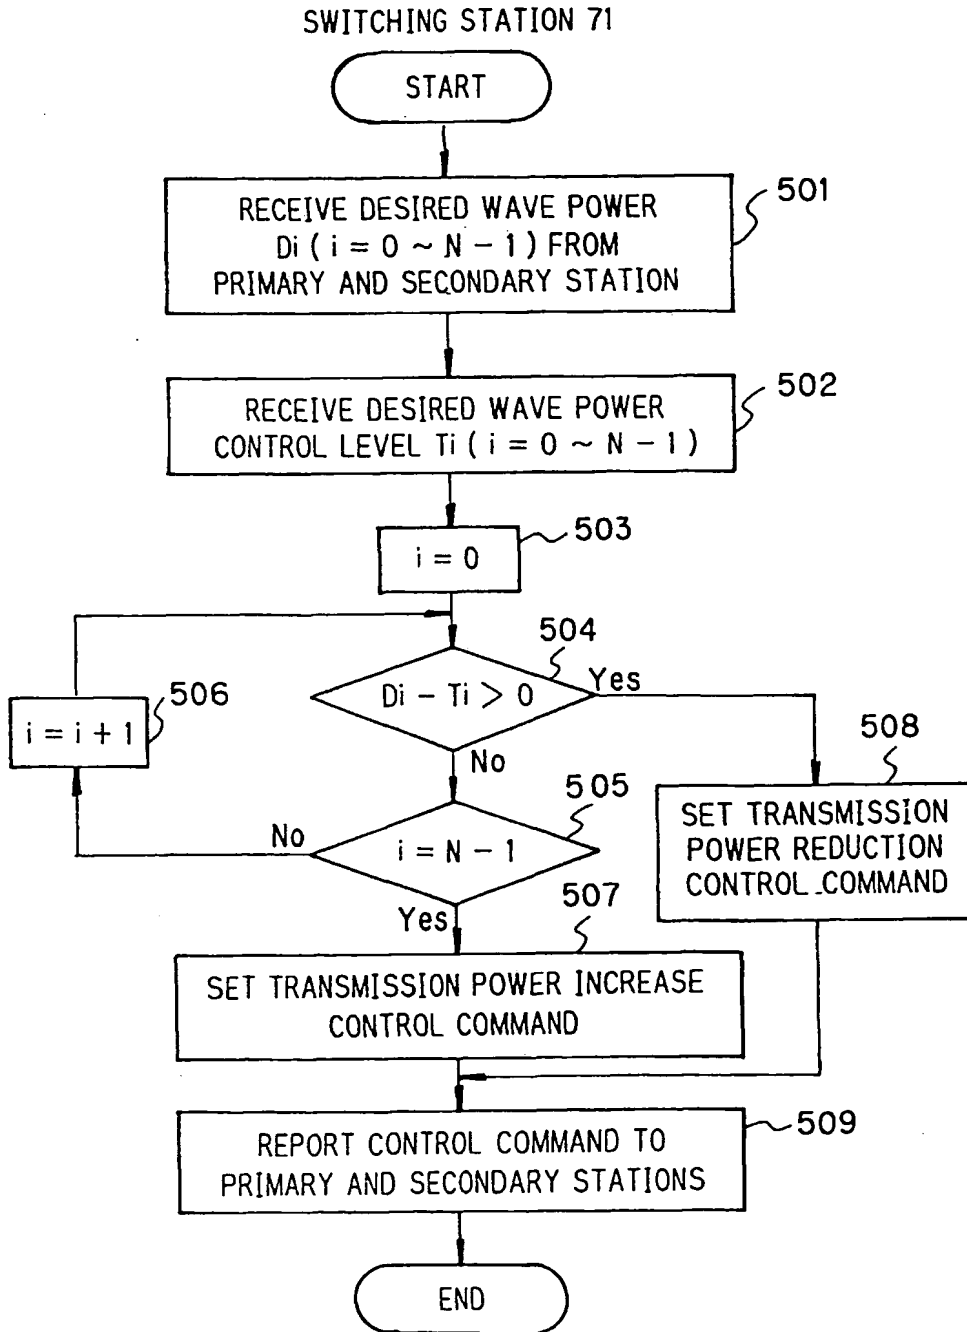 SWITCHING STATION 71
START
RECEIVE DESIRED WAVE POWER
Di ( i = 0 ~ N - 1 ) FROM
PRIMARY AND SECONDARY STATION
501
RECEIVE DESIRED WAVE POWER
CONTROL LEVEL Ti ( i = 0 ~ N - 1 )
502
i = 0
503
Di - Ti > 0
504
Yes
No
i = i + 1
506
i = N - 1
505
No
Yes
508
SET TRANSMISSION
POWER REDUCTION
CONTROL COMMAND
507
SET TRANSMISSION POWER INCREASE
CONTROL COMMAND
REPORT CONTROL COMMAND TO
PRIMARY AND SECONDARY STATIONS
509
END